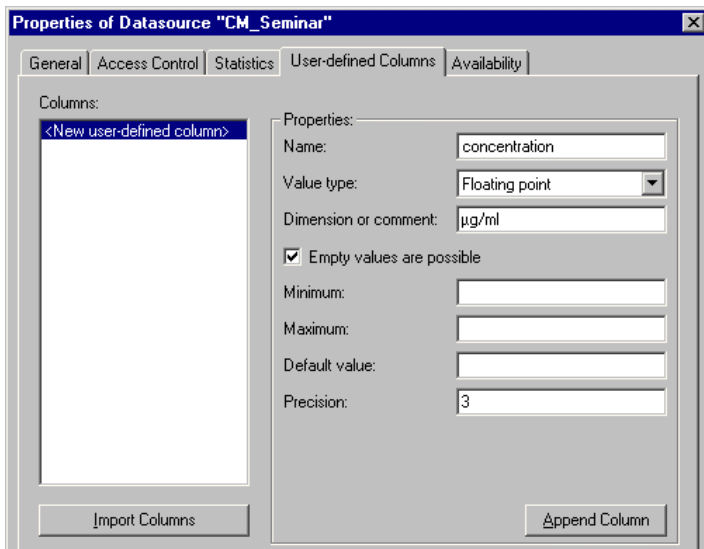 Properties of Datasource "CM_Seminar"
General Access Control Statistics User-defined Columns Availability
Columns:
<New user-defined column>
Import Columns
Properties:
Name: concentration
Value type: Floating point
Dimension or comment: µg/ml
Empty values are possible
Minimum:
Maximum:
Default value:
Precision: 3
Append Column